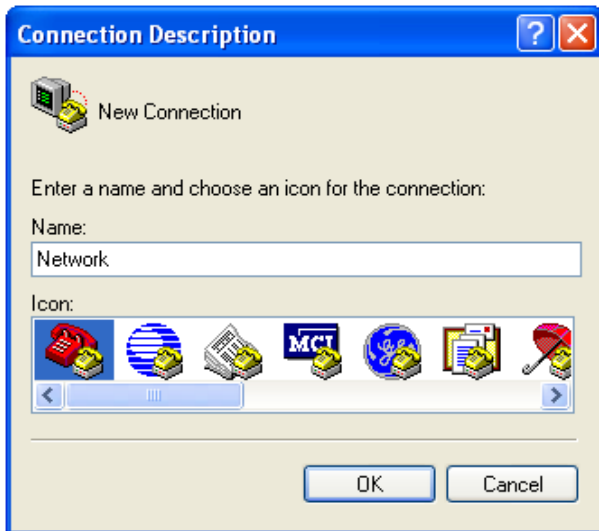 Connection Description
New Connection
Enter a name and choose an icon for the connection:
Name:
Network
Icon:
MCI
OK
Cancel